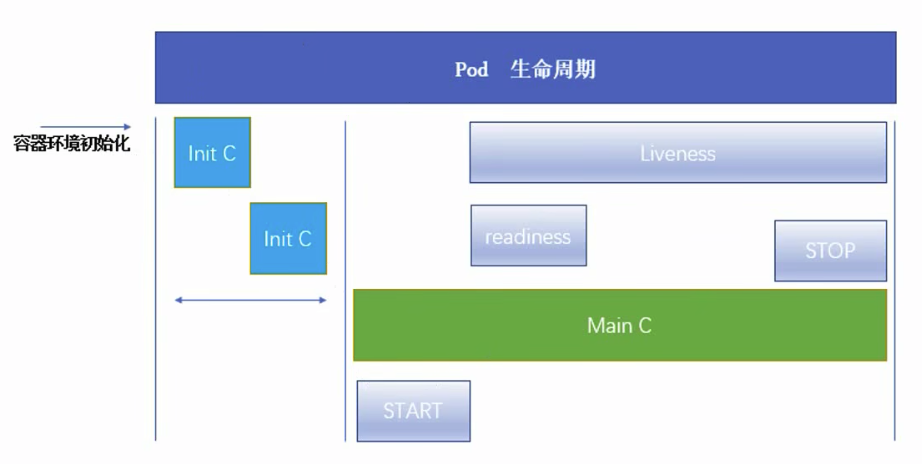 Pod 生命周期
容器环境初始化
Init C
Liveness
Init C
readiness
STOP
Main C
START